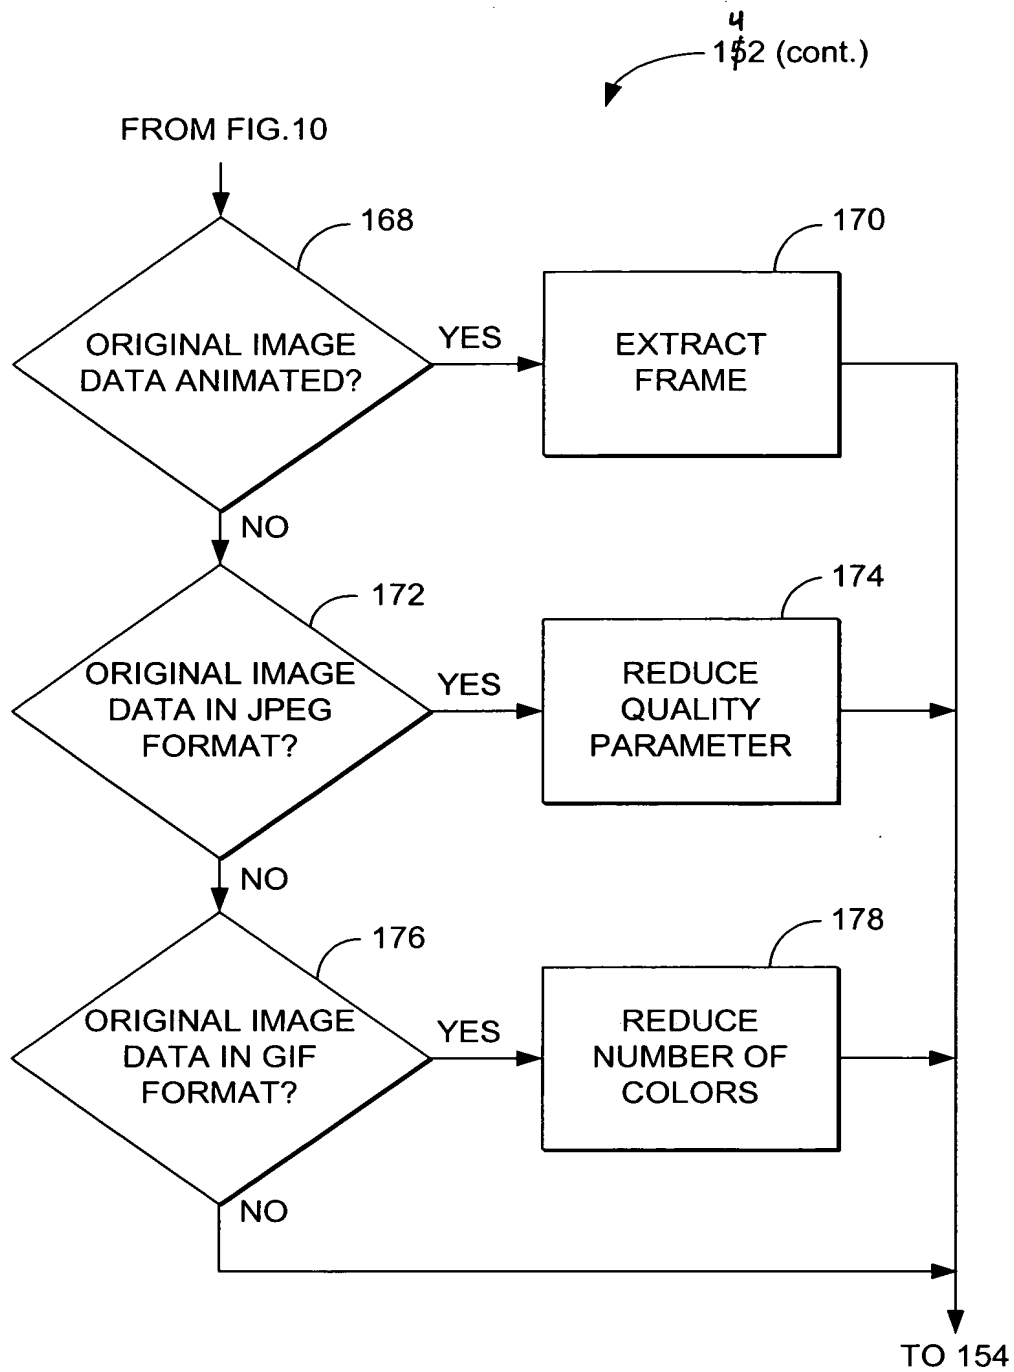 4
152 (cont.)
FROM FIG.10
168
170
ORIGINAL IMAGE
DATA ANIMATED?
YES
EXTRACT
FRAME
NO
172
174
ORIGINAL IMAGE
DATA IN JPEG
FORMAT?
YES
REDUCE
QUALITY
PARAMETER
NO
176
178
ORIGINAL IMAGE
DATA IN GIF
FORMAT?
YES
REDUCE
NUMBER OF
COLORS
NO
TO 154